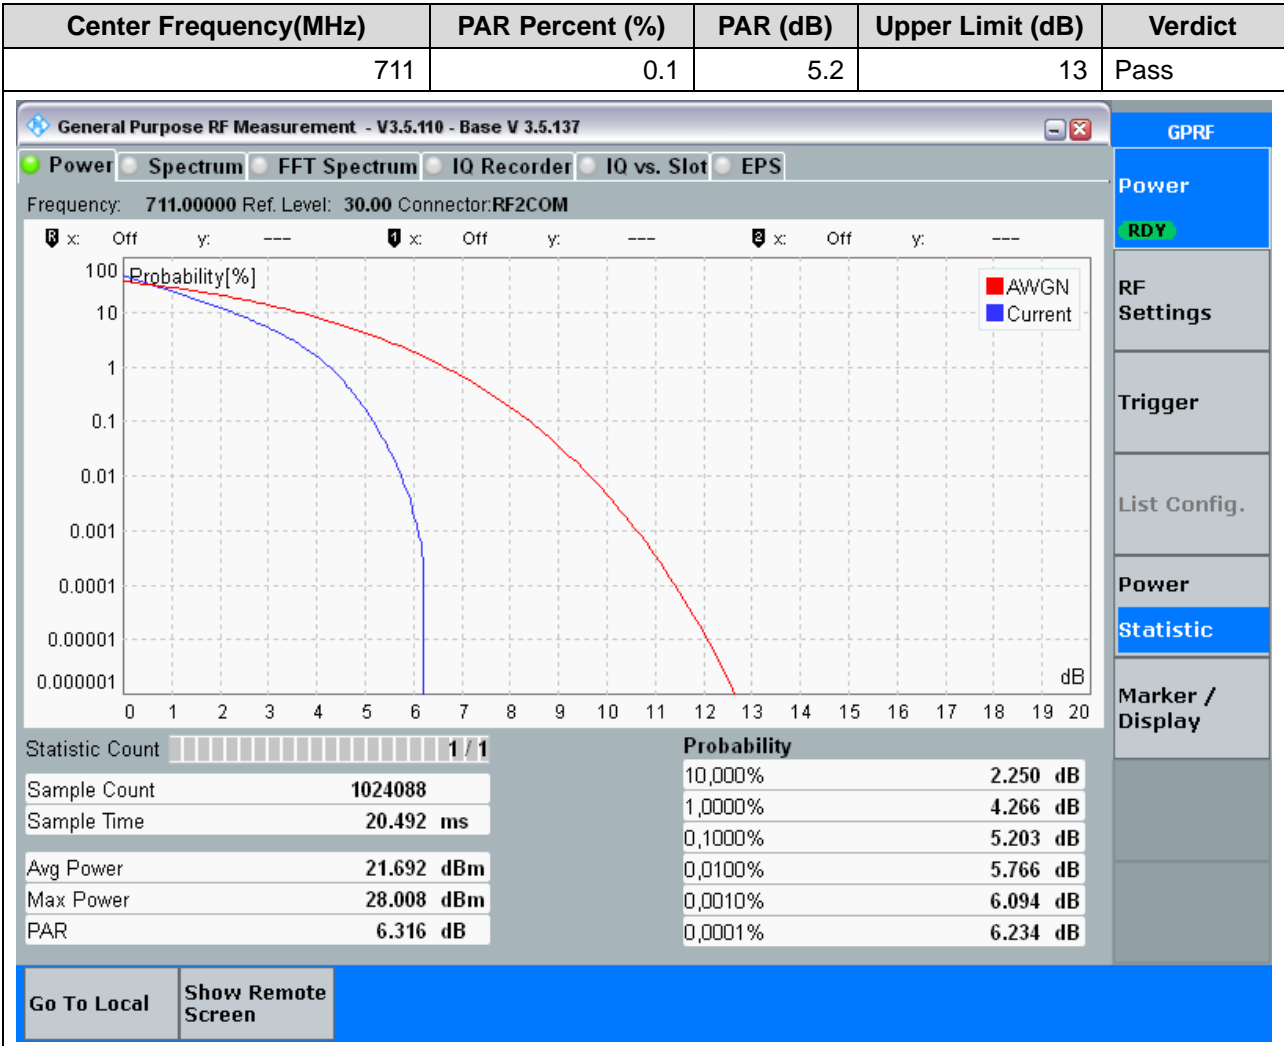 Center Frequency(MHz) PAR Percent (%) PAR (dB) Upper Limit (dB) Verdict
711 0.1 5.2 13 Pass
General Purpose RF Measurement - V3.5.110 - Base V 3.5.137
GPRF
Power Spectrum FFT Spectrum IQ Recorder IQ vs. Slot EPS
Frequency: 711.00000 Ref. Level: 30.00 Connector:RF2COM
R x: Off y: --- 1 x: Off y: --- 2 x: Off y: ---
Probability[%]
AWGN
Current
100
10
1
0.1
0.01
0.001
0.0001
0.00001
0.000001
dB
0 1 2 3 4 5 6 7 8 9 10 11 12 13 14 15 16 17 18 19 20
Statistic Count 1 / 1
Sample Count 1024088
Sample Time 20.492 ms
Avg Power 21.692 dBm
Max Power 28.008 dBm
PAR 6.316 dB
Probability
10,000% 2.250 dB
1,0000% 4.266 dB
0,1000% 5.203 dB
0,0100% 5.766 dB
0,0010% 6.094 dB
0,0001% 6.234 dB
Power
RDY
RF
Settings
Trigger
List Config.
Power
Statistic
Marker /
Display
Go To Local
Show Remote
Screen